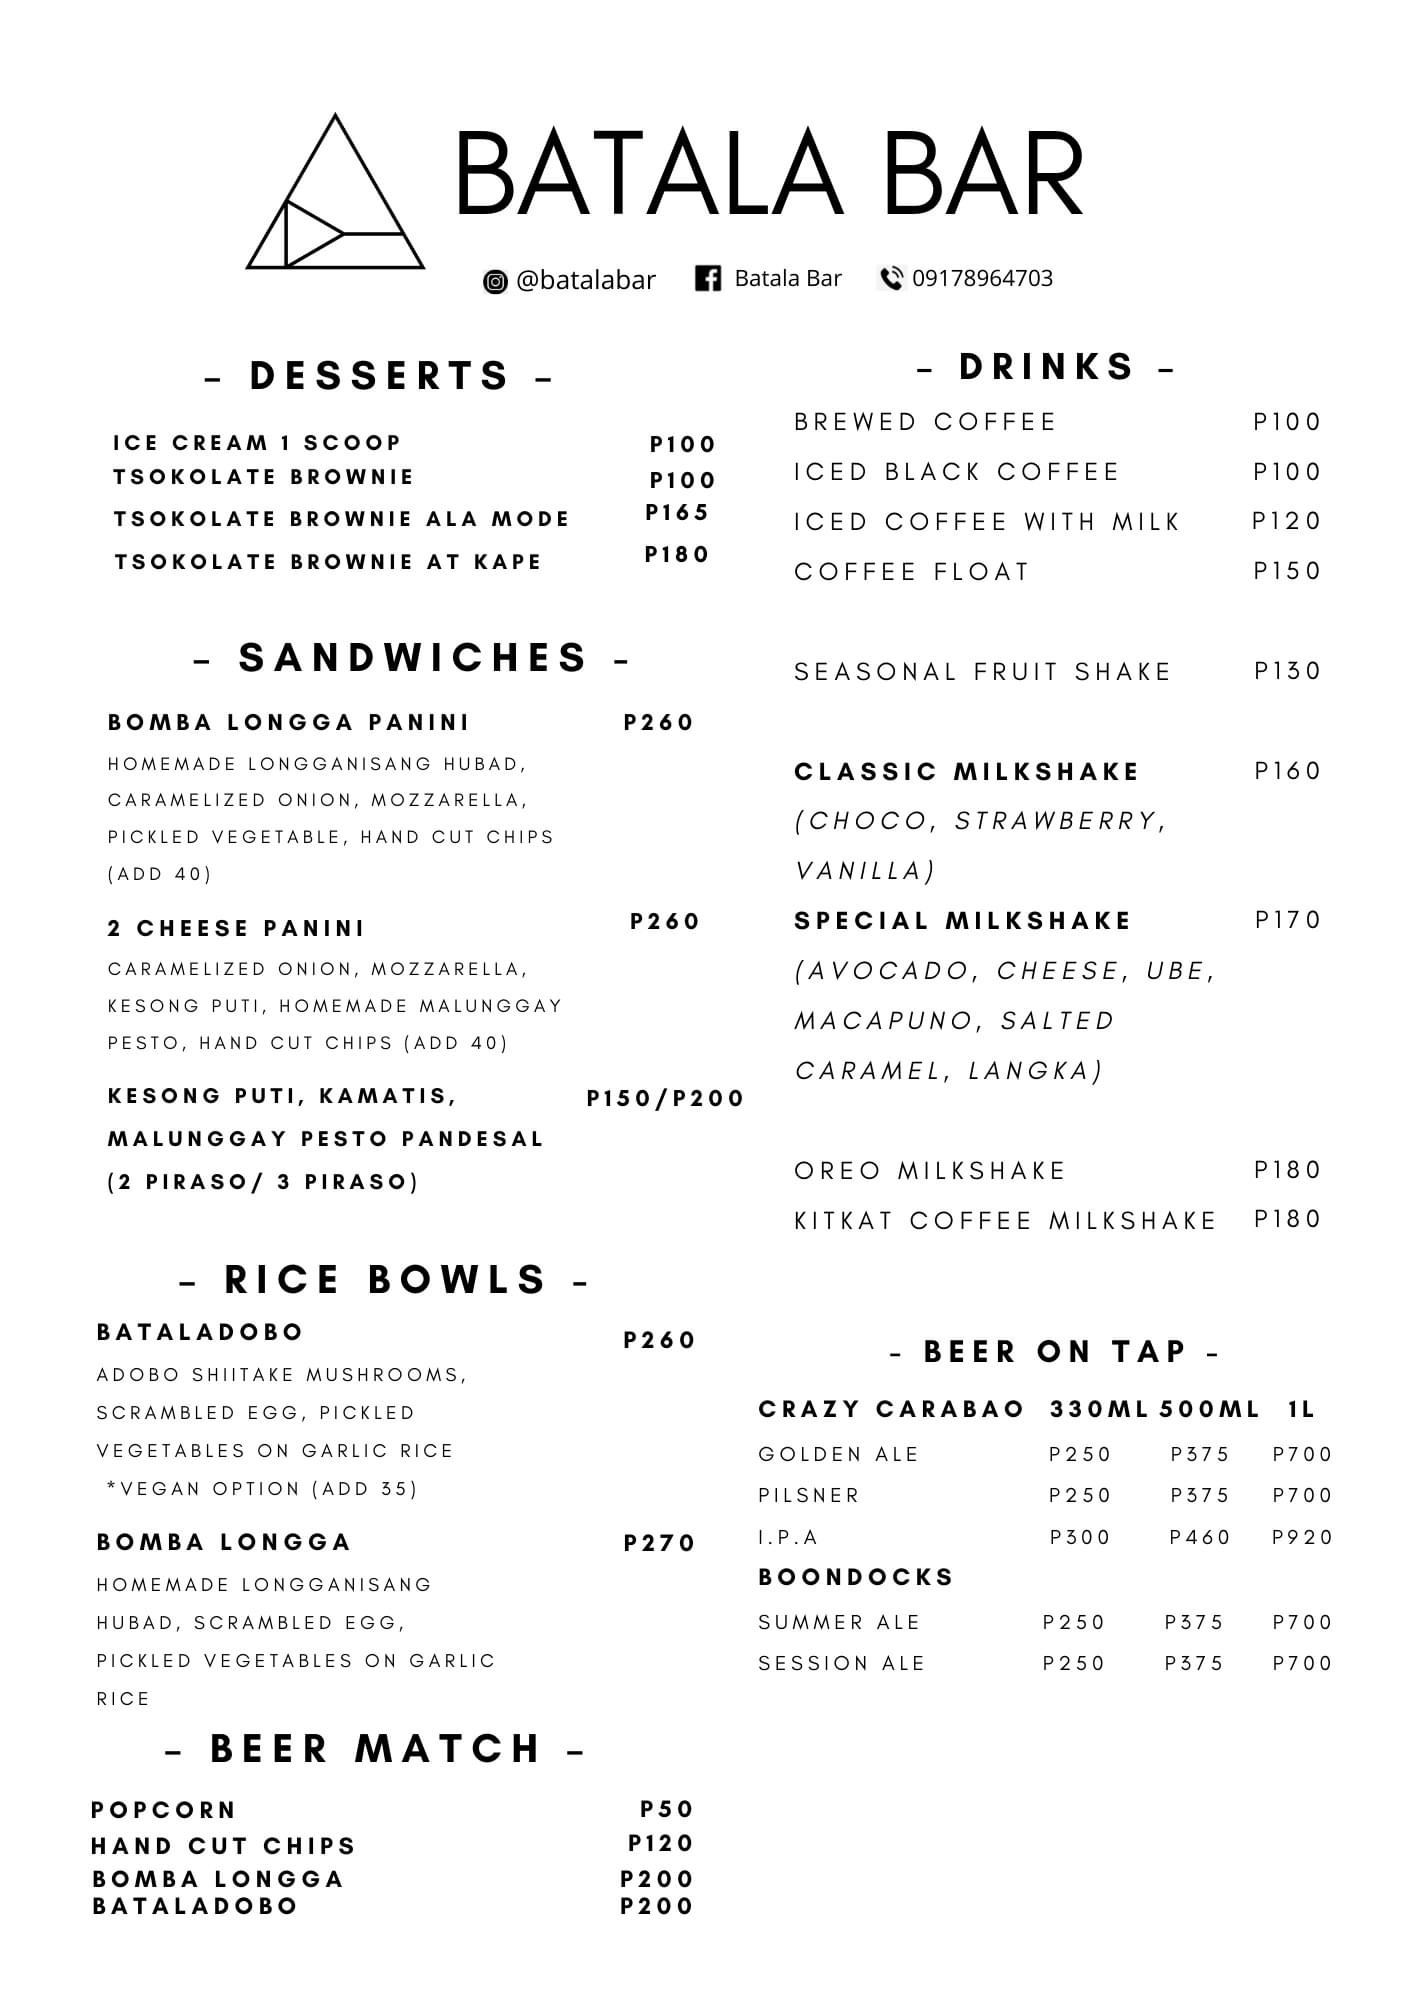 BATALA BAR
@batalabar Batala Bar 09178964703
- DESSERTS -
ICE CREAM 1 SCOOP P100
TSOKOLATE BROWNIE P100
TSOKOLATE BROWNIE ALA MODE P165
TSOKOLATE BROWNIE AT KAPE P180
- SANDWICHES -
BOMBA LONGGA PANINI P260
HOMEMADE LONGGANISANG HUBAD,
CARAMELIZED ONION, MOZZARELLA,
PICKLED VEGETABLE, HAND CUT CHIPS
(ADD 40)
2 CHEESE PANINI P260
CARAMELIZED ONION, MOZZARELLA,
KESONG PUTI, HOMEMADE MALUNGGAY
PESTO, HAND CUT CHIPS (ADD 40)
KESONG PUTI, KAMATIS, P150/P200
MALUNGGAY PESTO PANDESAL
(2 PIRASO/ 3 PIRASO)
- RICE BOWLS -
BATALADOBO P260
ADOBO SHIITAKE MUSHROOMS,
SCRAMBLED EGG, PICKLED
VEGETABLES ON GARLIC RICE
*VEGAN OPTION (ADD 35)
BOMBA LONGGA P270
HOMEMADE LONGGANISANG
HUBAD, SCRAMBLED EGG,
PICKLED VEGETABLES ON GARLIC
RICE
- BEER MATCH -
POPCORN P50
HAND CUT CHIPS P120
BOMBA LONGGA P200
BATALADOBO P200
- DRINKS -
BREWED COFFEE P100
ICED BLACK COFFEE P100
ICED COFFEE WITH MILK P120
COFFEE FLOAT P150
SEASONAL FRUIT SHAKE P130
CLASSIC MILKSHAKE P160
(CHOCO, STRAWBERRY,
VANILLA)
SPECIAL MILKSHAKE P170
(AVOCADO, CHEESE, UBE,
MACAPUNO, SALTED
CARAMEL, LANGKA)
OREO MILKSHAKE P180
KITKAT COFFEE MILKSHAKE P180
- BEER ON TAP -
CRAZY CARABAO 330ML 500ML 1L
GOLDEN ALE P250 P375 P700
PILSNER P250 P375 P700
I.P.A P300 P460 P920
BOONDOCKS
SUMMER ALE P250 P375 P700
SESSION ALE P250 P375 P700